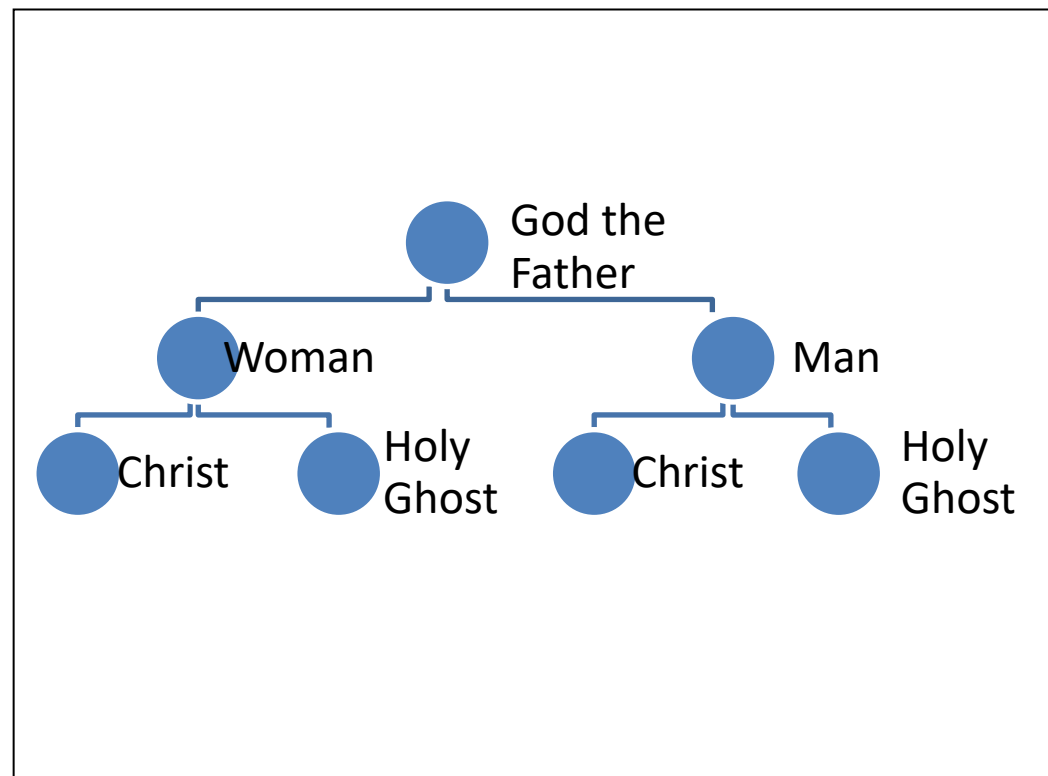 God the
Father
Woman
Man
Christ
Holy
Ghost
Christ
Holy
Ghost